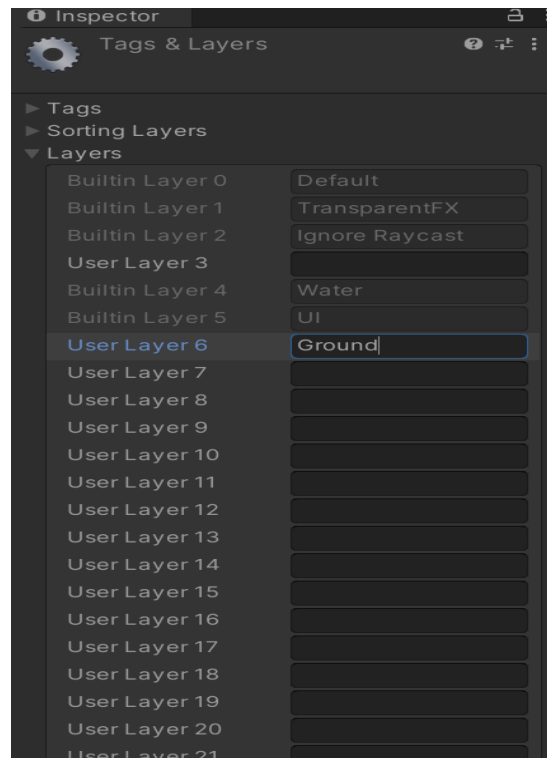 Inspector
Tags & Layers
Tags
Sorting Layers
Layers
Builtin Layer 0 Default
Builtin Layer 1 TransparentFX
Builtin Layer 2 Ignore Raycast
User Layer 3
Builtin Layer 4 Water
Builtin Layer 5 UI
User Layer 6 Ground
User Layer 7
User Layer 8
User Layer 9
User Layer 10
User Layer 11
User Layer 12
User Layer 13
User Layer 14
User Layer 15
User Layer 16
User Layer 17
User Layer 18
User Layer 19
User Layer 20
User Layer 21